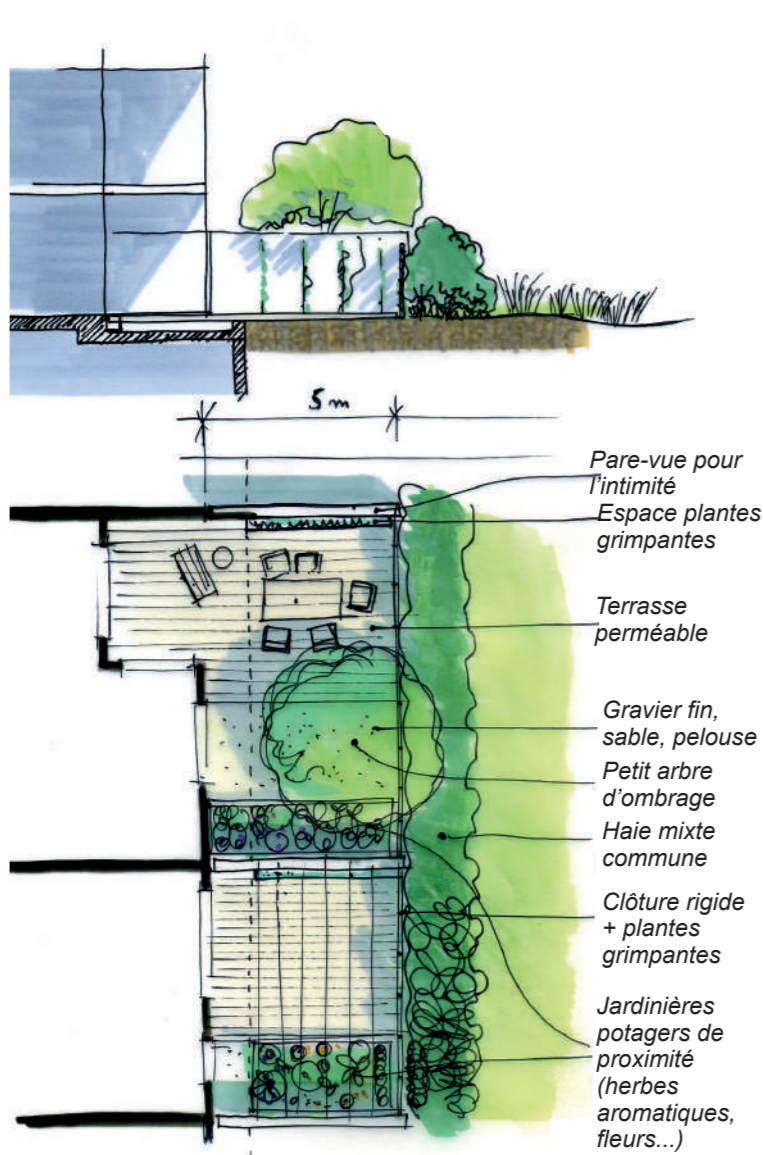 5 m
Pare-vue pour
l'intimité
Espace plantes
grimpantes
Terrasse
perméable
Gravier fin,
sable, pelouse
Petit arbre
d'ombrage
Haie mixte
commune
Clôture rigide
+ plantes
grimpantes
Jardinières
potagers de
proximité
(herbes
aromatiques,
fleurs...)